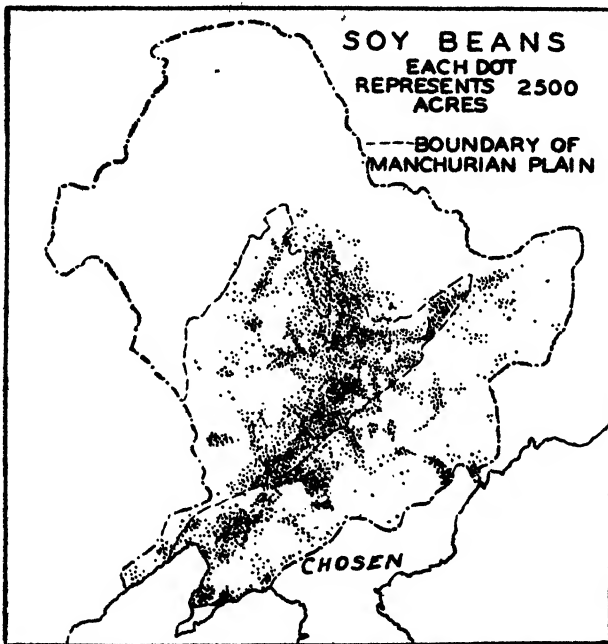 SOY BEANS
EACH DOT
REPRESENTS 2500
ACRES
BOUNDARY OF
MANCHURIAN PLAIN
CHOSEN